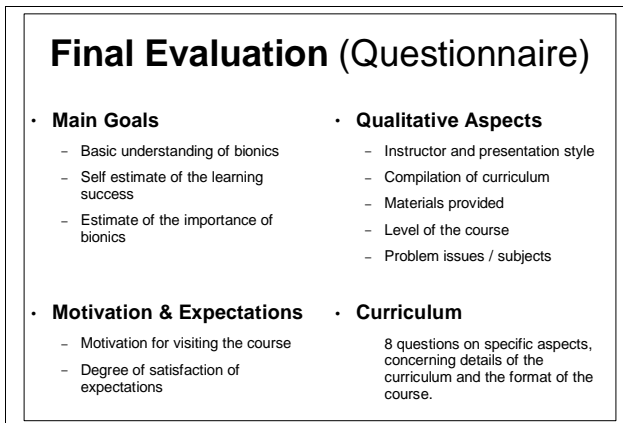 Final Evaluation (Questionnaire)
• Main Goals
– Basic understanding of bionics
– Self estimate of the learning
success
– Estimate of the importance of
bionics
• Qualitative Aspects
– Instructor and presentation style
– Compilation of curriculum
– Materials provided
– Level of the course
– Problem issues / subjects
• Motivation & Expectations
– Motivation for visiting the course
– Degree of satisfaction of
expectations
• Curriculum
8 questions on specific aspects,
concerning details of the
curriculum and the format of the
course.